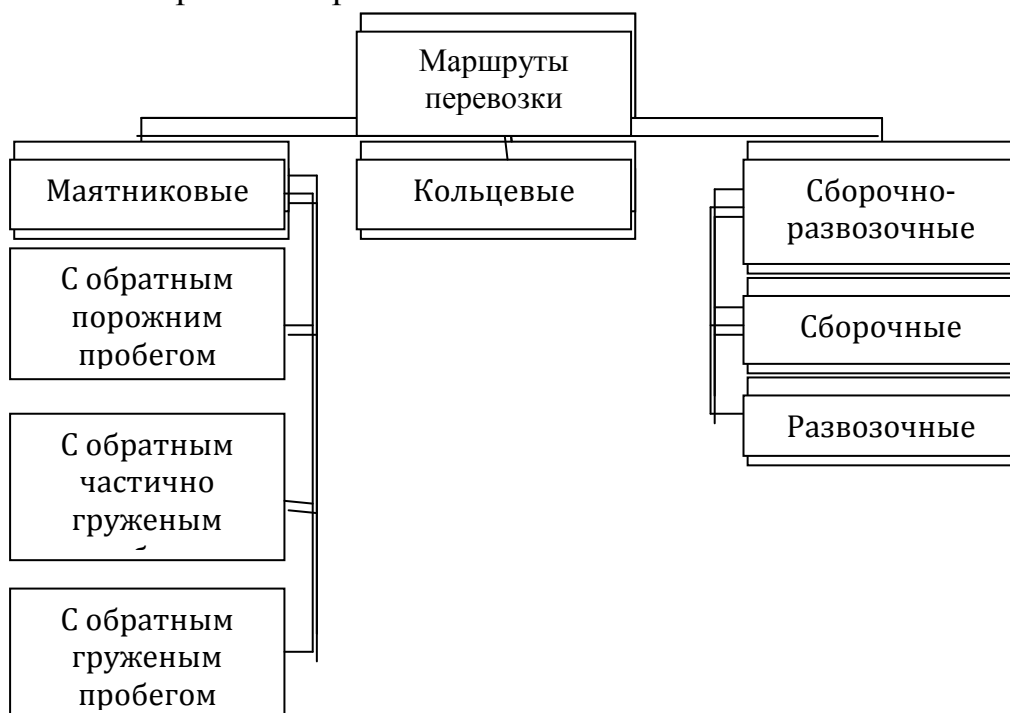 Маршруты
перевозки
Маятниковые
Кольцевые
Сборочно-
развозочные
С обратным
порожним
пробегом
Сборочные
С обратным
частично
груженым
Развозочные
С обратным
груженым
пробегом